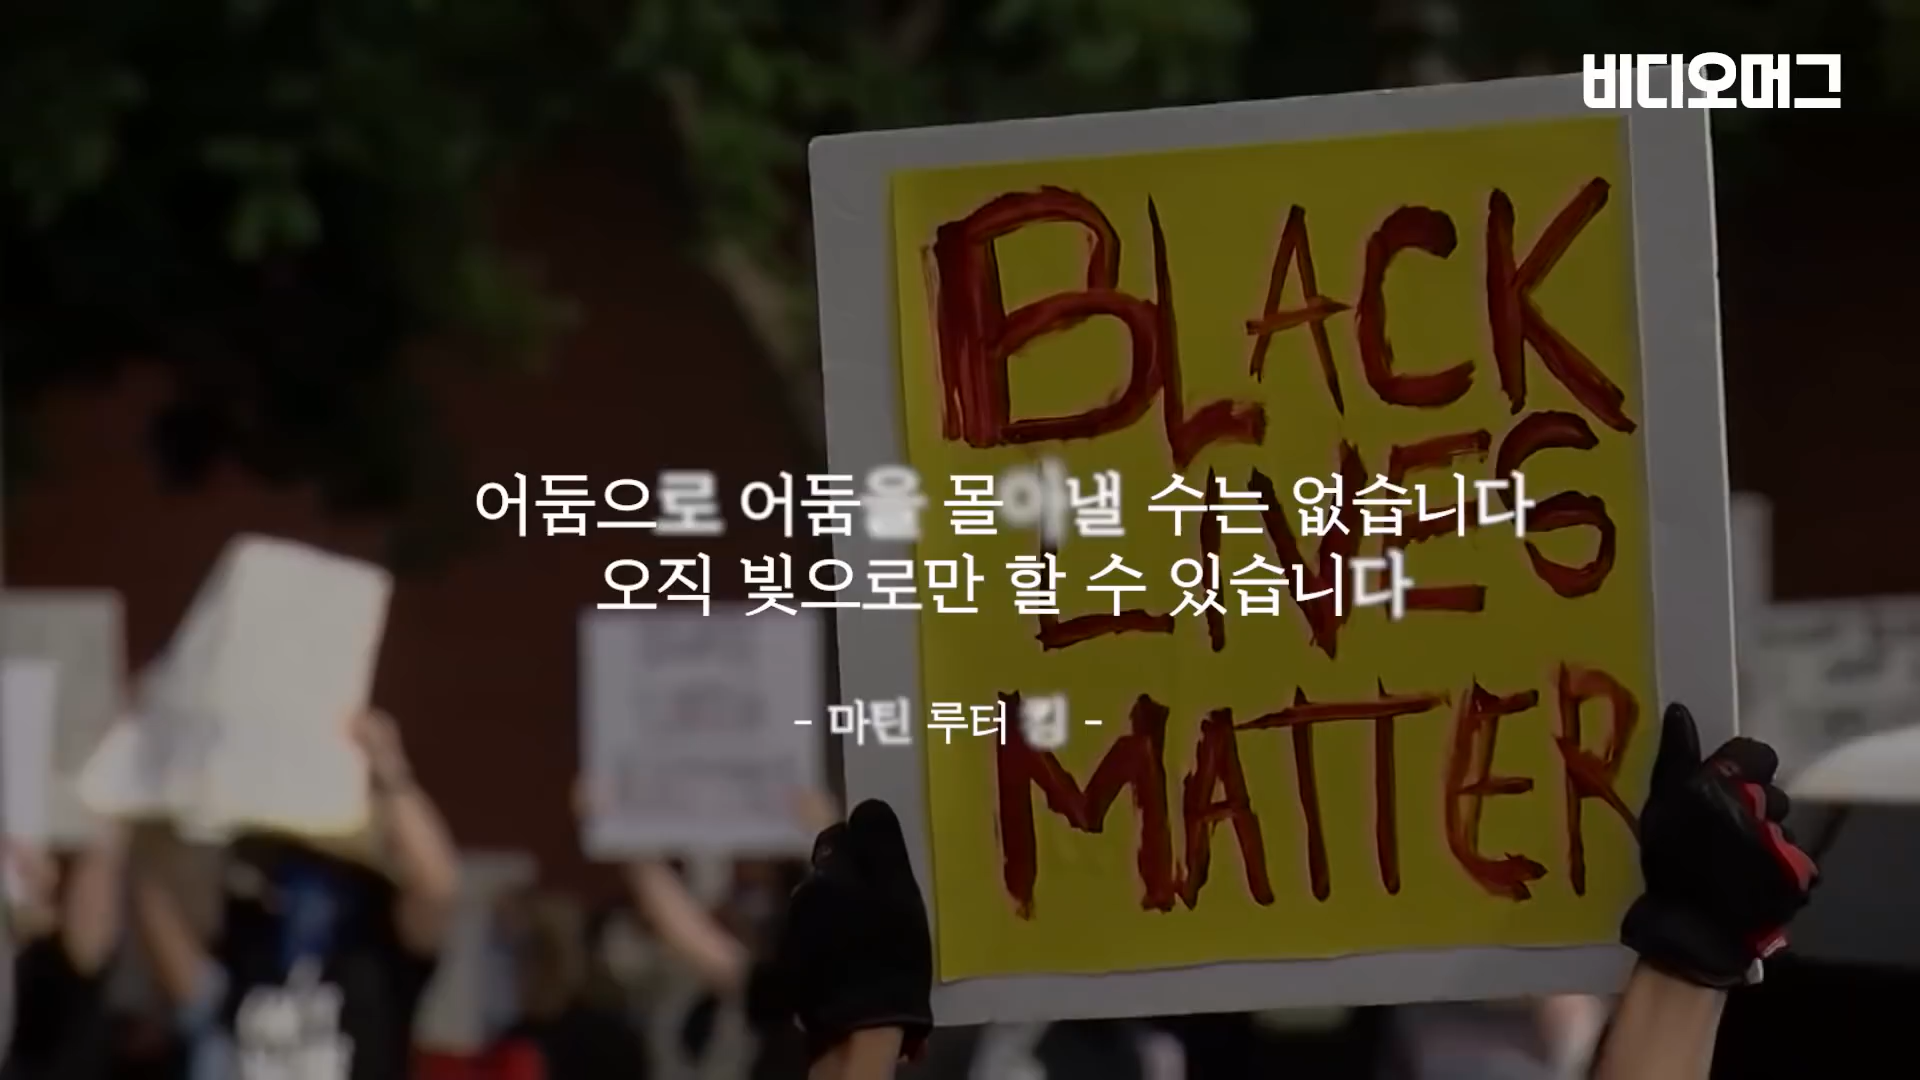 비디오머그
BLACK
LIVES
MATTER
어둠으로 어둠을 몰아낼 수는 없습니다
오직 빛으로만 할 수 있습니다
- 마틴 루터 킹 -